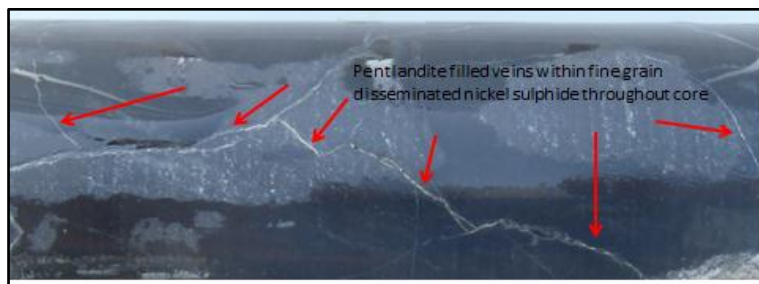 Pentlandite filled veins within fine grain
disseminated nickel sulphide throughout core